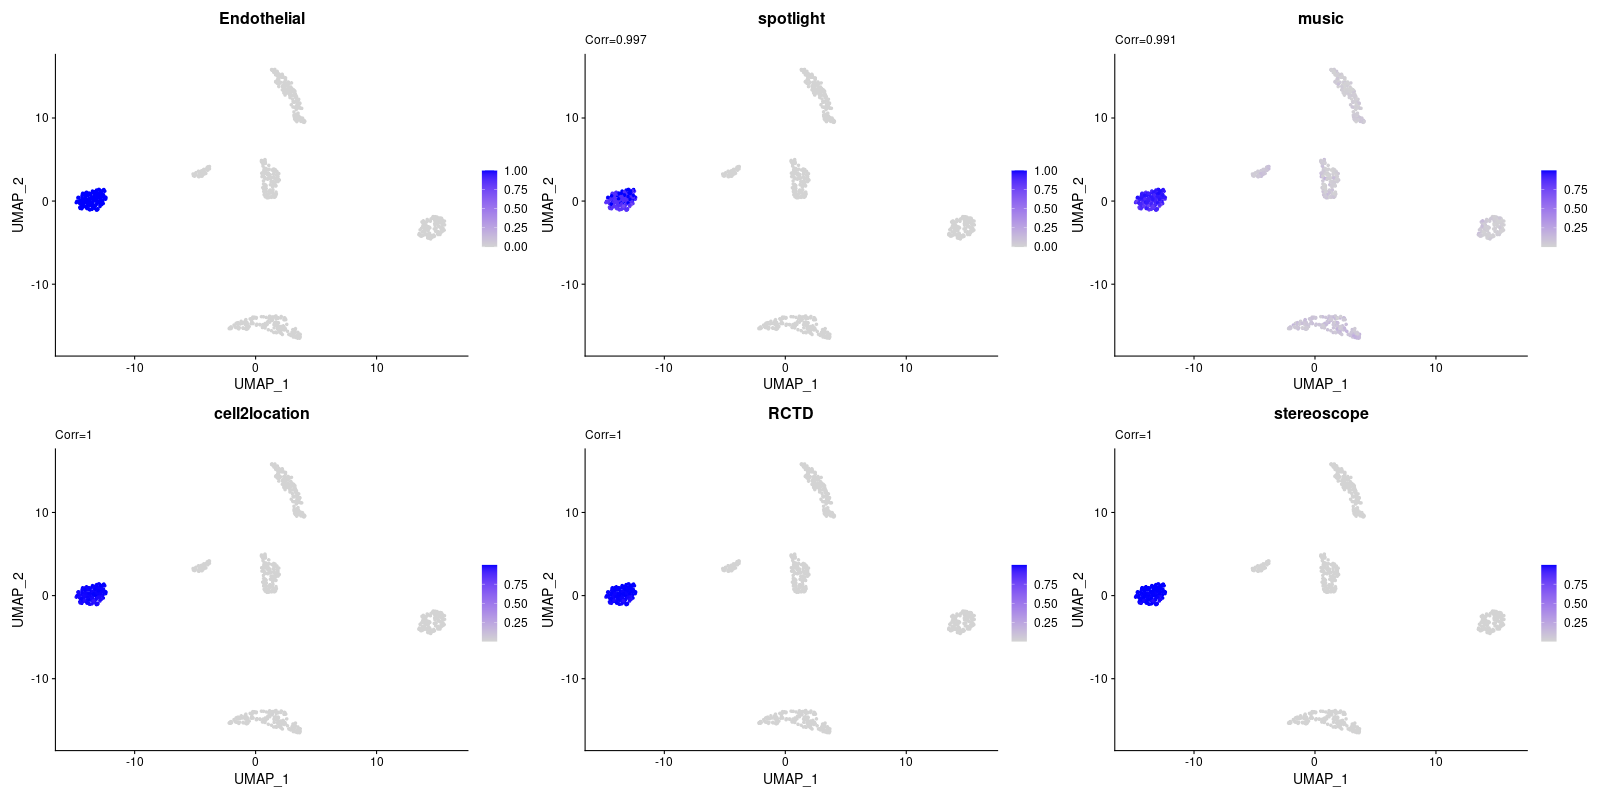 Endothelial
10
0
-10
UMAP_2
-10
0
10
UMAP_1
1.00
0.75
0.50
0.25
0.00
spotlight
Corr=0.997
10
0
-10
UMAP_2
-10
0
10
UMAP_1
1.00
0.75
0.50
0.25
0.00
music
Corr=0.991
10
0
-10
UMAP_2
-10
0
10
UMAP_1
0.75
0.50
0.25
cell2location
Corr=1
10
0
-10
UMAP_2
-10
0
10
UMAP_1
0.75
0.50
0.25
RCTD
Corr=1
10
0
-10
UMAP_2
-10
0
10
UMAP_1
0.75
0.50
0.25
stereoscope
Corr=1
10
0
-10
UMAP_2
-10
0
10
UMAP_1
0.75
0.50
0.25